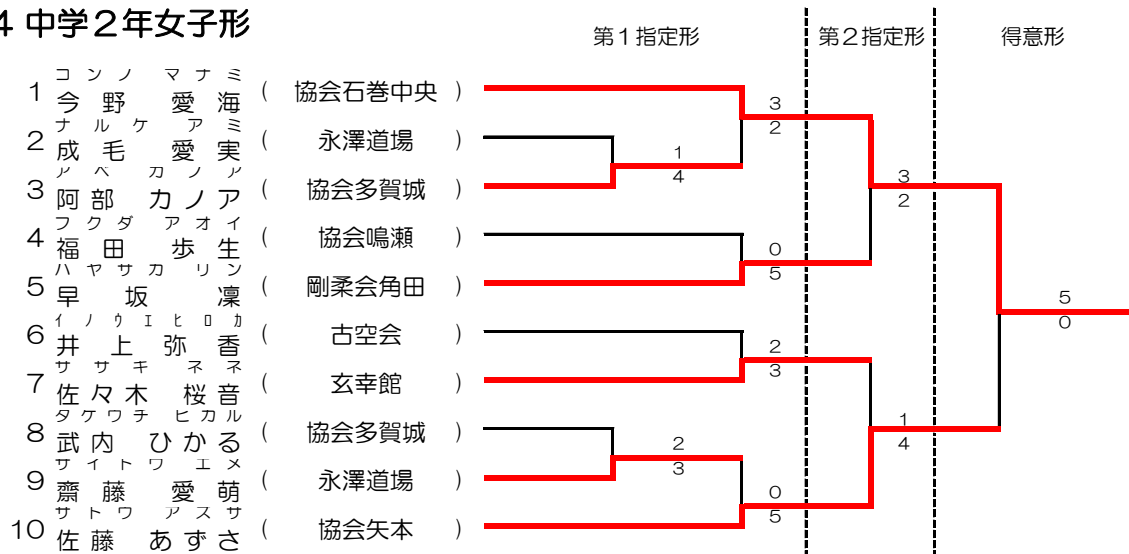 4 中学２年女子形
第１指定形 第２指定形 得意形
コンノ マナミ
1 今野 愛海 ( 協会石巻中央 )
ナルケ アミ
2 成毛 愛実 ( 永澤道場 )
アベ カノア
3 阿部 カノア ( 協会多賀城 )
フクダ アオイ
4 福田 歩生 ( 協会鳴瀬 )
ハヤサカ リン
5 早坂 凜 ( 剛柔会角田 )
イノウエ ヒロカ
6 井上 弥香 ( 古空会 )
ササキ ネネ
7 佐々木 桜音 ( 玄幸館 )
タケウチ ヒカル
8 武内 ひかる ( 協会多賀城 )
サイトウ エメ
9 齋藤 愛萌 ( 永澤道場 )
サトウ アズサ
10 佐藤 あずさ ( 協会矢本 )
1
4
2
3
3
2
0
5
2
3
0
5
3
2
1
4
5
0